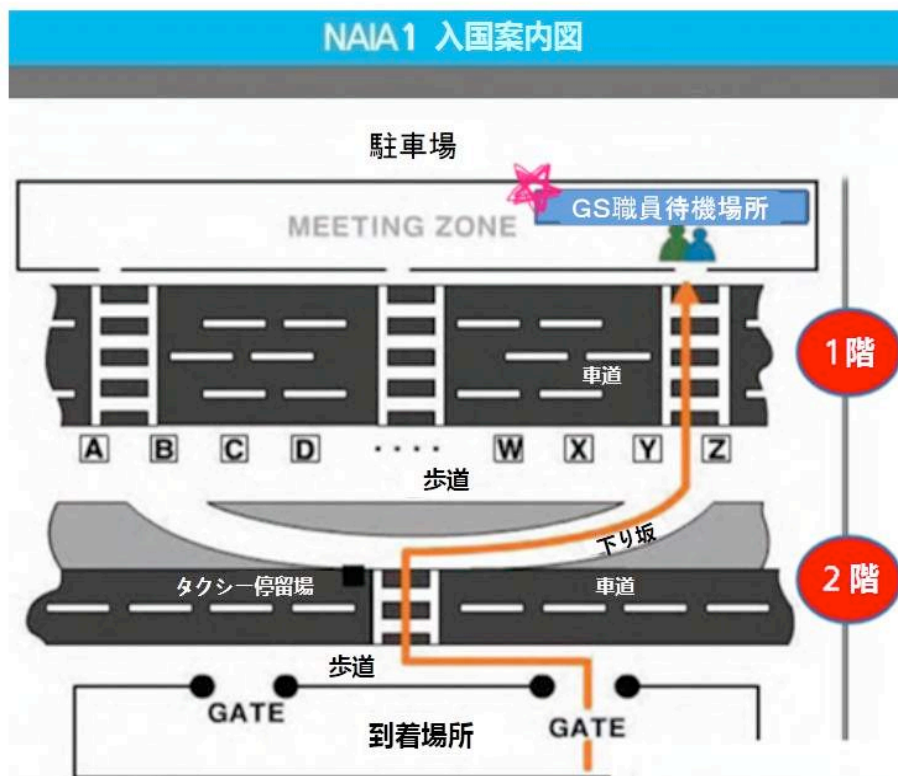 NAIA1 入国案内図
駐車場
GS職員待機場所
MEETING ZONE
1階
車道
A B C D ···· W X Y Z
歩道
下り坂
タクシー停留場
車道
2階
歩道
GATE
GATE
到着場所